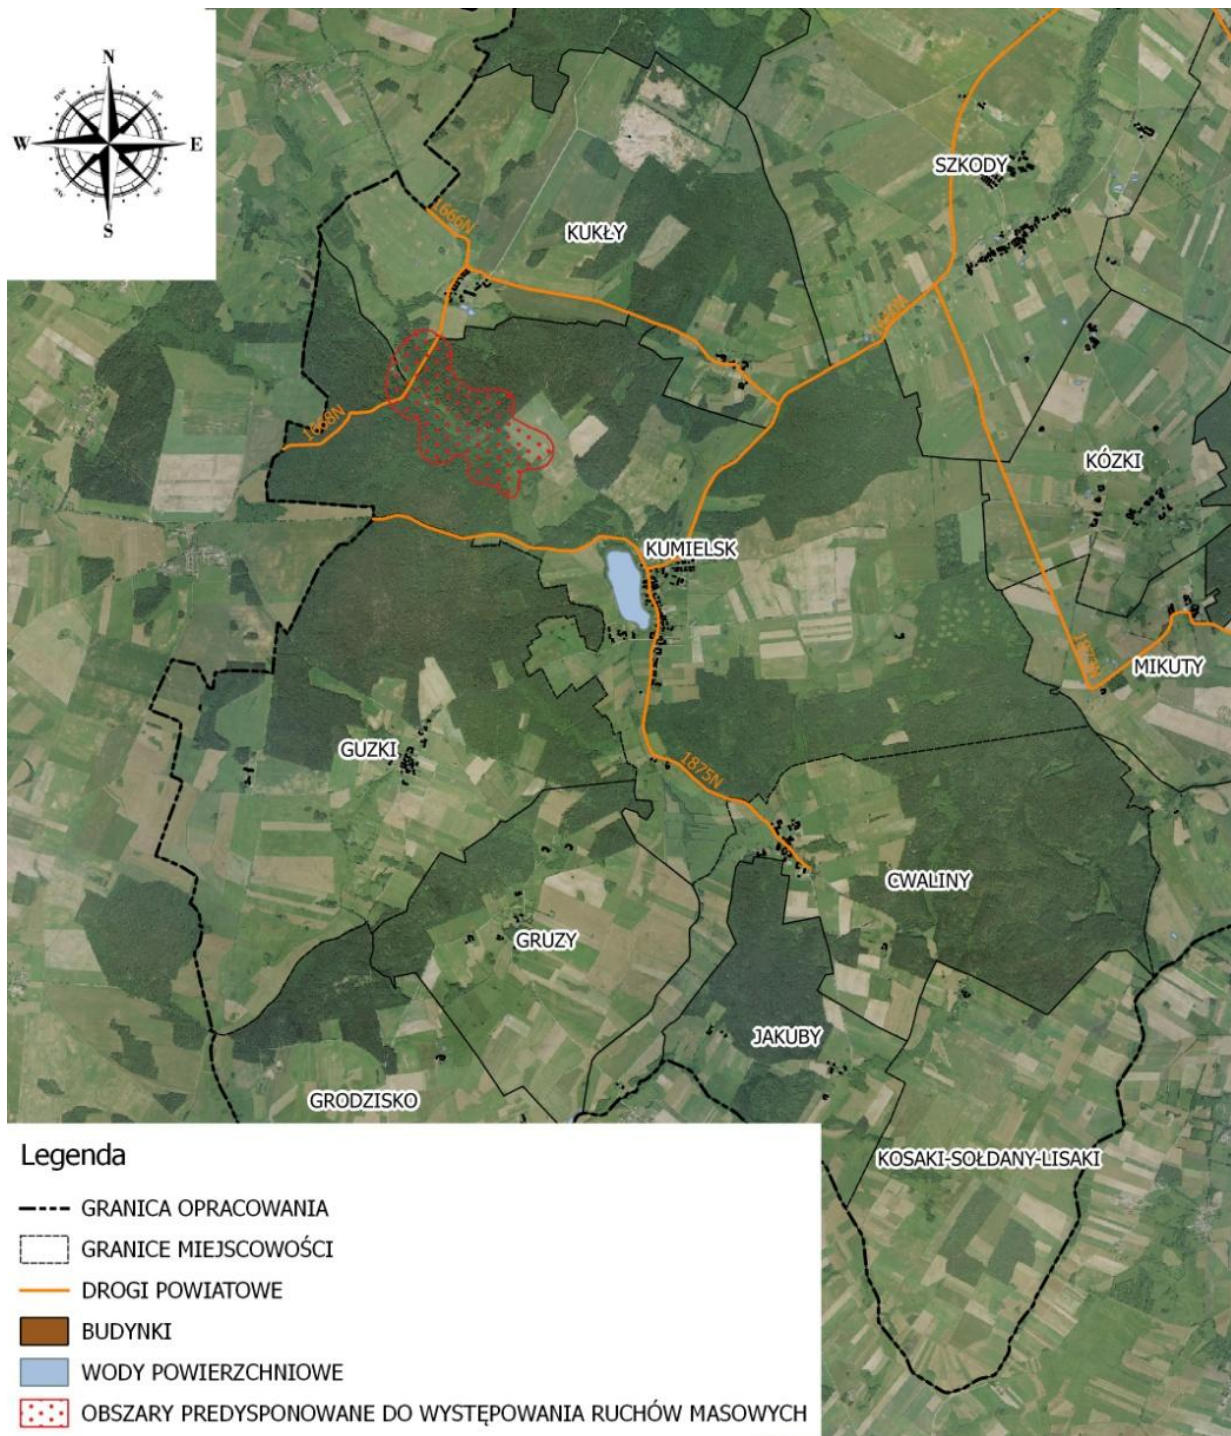 N
W
E
S
SZKODY
1666N
KUKŁY
1668N
KÓZKI
KUMIELSK
MIKUTY
GUZKI
1875N
CWALINY
GRUZY
JAKUBY
GRODZISKO
KOSAKI-SOŁDANY-LISAKI
Legenda
GRANICA OPRACOWANIA
GRANICE MIEJSCOWOŚCI
DROGI POWIATOWE
BUDYNKI
WODY POWIERZCHNIOWE
OBSZARY PREDYSPONOWANE DO WYSTĘPOWANIA RUCHÓW MASOWYCH